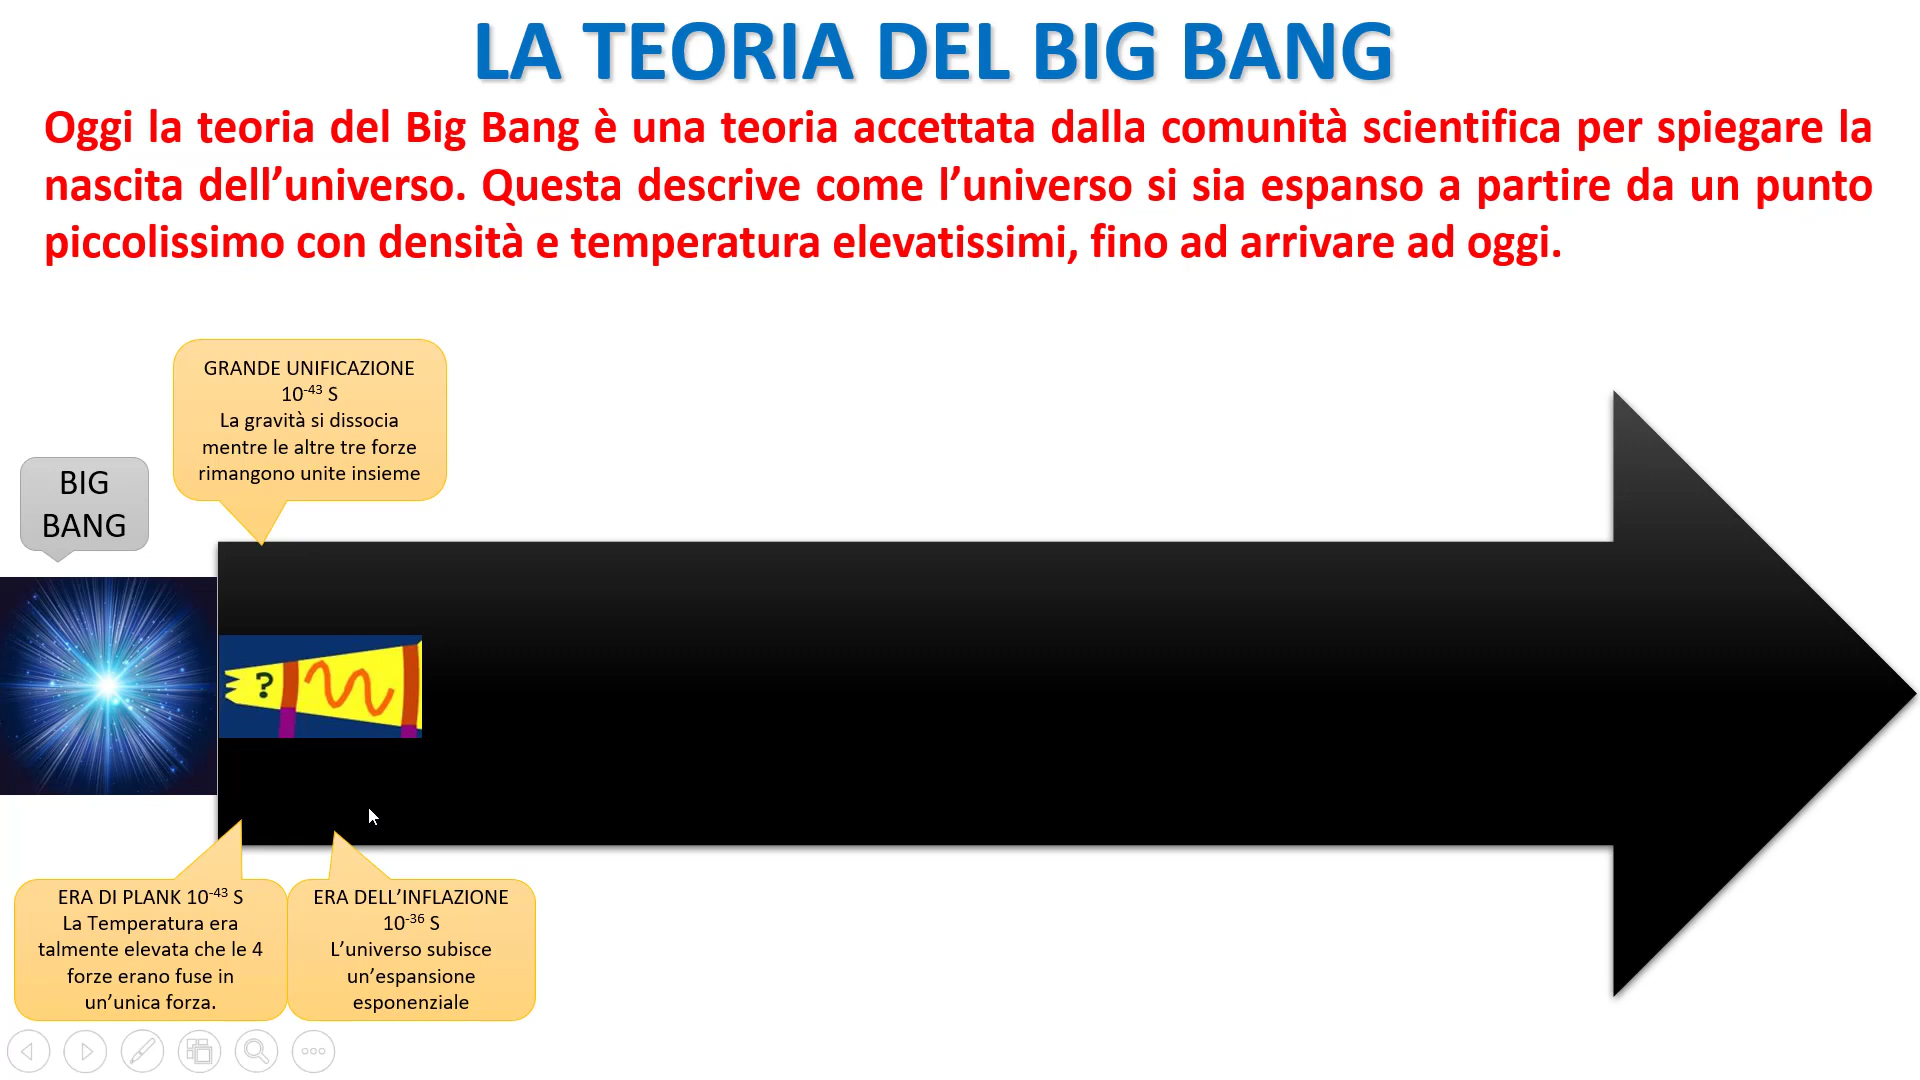 LA TEORIA DEL BIG BANG
Oggi la teoria del Big Bang è una teoria accettata dalla comunità scientifica per spiegare la
nascita dell’universo. Questa descrive come l’universo si sia espanso a partire da un punto
piccolissimo con densità e temperatura elevatissimi, fino ad arrivare ad oggi.
GRANDE UNIFICAZIONE
10⁻⁴³ S
La gravità si dissocia
mentre le altre tre forze
rimangono unite insieme
BIG
BANG
?
ERA DI PLANK 10⁻⁴³ S
La Temperatura era
talmente elevata che le 4
forze erano fuse in
un’unica forza.
ERA DELL’INFLAZIONE
10⁻³⁶ S
L’universo subisce
un’espansione
esponenziale